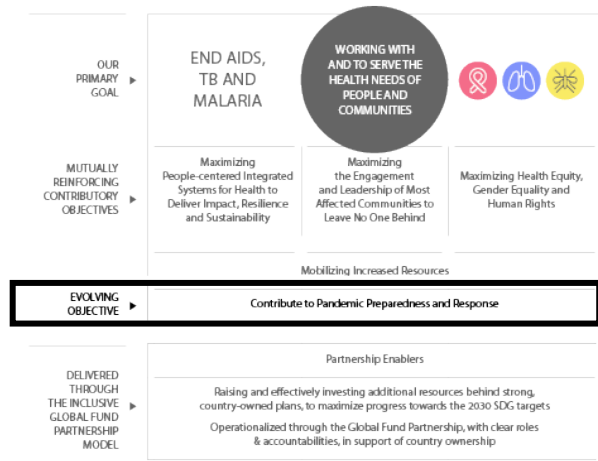 OUR
PRIMARY
GOAL
END AIDS,
TB AND
MALARIA
WORKING WITH
AND TO SERVE THE
HEALTH NEEDS OF
PEOPLE AND
COMMUNITIES
MUTUALLY
REINFORCING
CONTRIBUTORY
OBJECTIVES
Maximizing
People-centered Integrated
Systems for Health to
Deliver Impact, Resilience
and Sustainability
Maximizing
the Engagement
and Leadership of Most
Affected Communities to
Leave No One Behind
Maximizing Health Equity,
Gender Equality and
Human Rights
Mobilizing Increased Resources
EVOLVING
OBJECTIVE
Contribute to Pandemic Preparedness and Response
DELIVERED
THROUGH
THE INCLUSIVE
GLOBAL FUND
PARTNERSHIP
MODEL
Partnership Enablers
Raising and effectively investing additional resources behind strong,
country-owned plans, to maximize progress towards the 2030 SDG targets
Operationalized through the Global Fund Partnership, with clear roles
& accountabilities, in support of country ownership